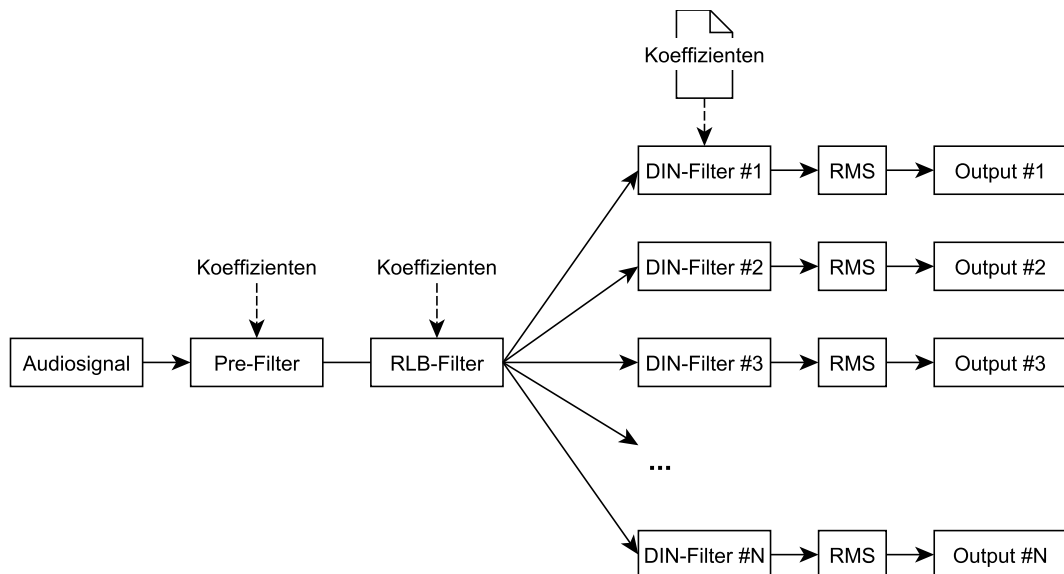 Koeffizienten
DIN-Filter #1 RMS Output #1
DIN-Filter #2 RMS Output #2
Koeffizienten Koeffizienten
Audiosignal Pre-Filter RLB-Filter DIN-Filter #3 RMS Output #3
...
DIN-Filter #N RMS Output #N